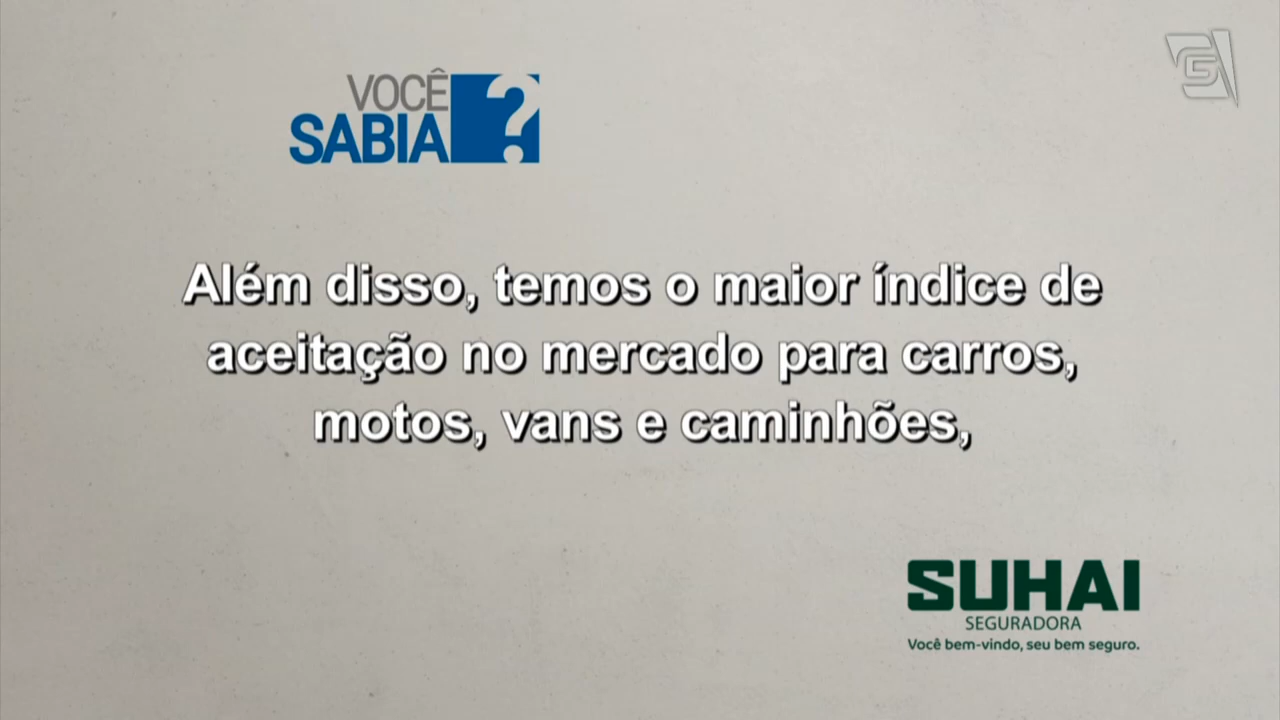 VOCÊ
SABIA?
Além disso, temos o maior índice de
aceitação no mercado para carros,
motos, vans e caminhões,
SUHAI
SEGURADORA
Você bem-vindo, seu bem seguro.